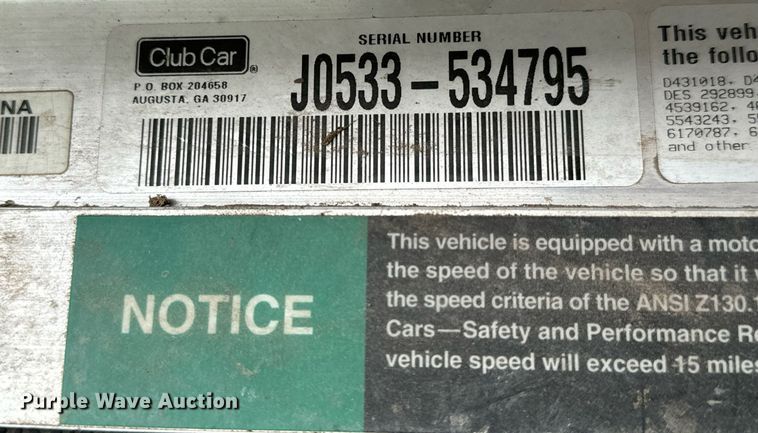 NA
Club Car®
P.O. BOX 204658
AUGUSTA, GA 30917
SERIAL NUMBER
J0533-534795
This veh
the follo
D431018, D4
DES 292899,
4539162, 4
5543243, 5
6170787, 6
and other
NOTICE
This vehicle is equipped with a moto
the speed of the vehicle so that it
the speed criteria of the ANSI Z130.1
Cars—Safety and Performance Re
vehicle speed will exceed 15 miles
Purple Wave Auction